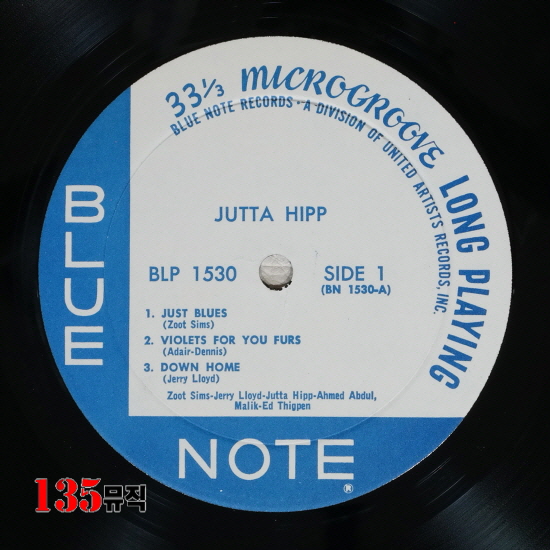 33 1/3 MICROGROOVE LONG PLAYING
BLUE NOTE RECORDS · A DIVISION OF UNITED ARTISTS RECORDS, INC.
JUTTA HIPP
BLP 1530
SIDE 1
(BN 1530-A)
1. JUST BLUES
(Zoot Sims)
2. VIOLETS FOR YOU FURS
(Adair-Dennis)
3. DOWN HOME
(Jerry Lloyd)
Zoot Sims-Jerry Lloyd-Jutta Hipp-Ahmed Abdul,
Malik-Ed Thigpen
BLUE
NOTE®
135뮤직